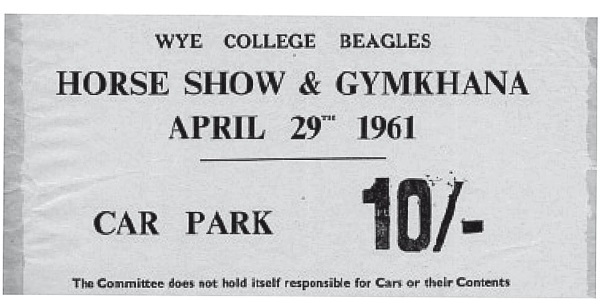 WYE COLLEGE BEAGLES
HORSE SHOW & GYMKHANA
APRIL 29TH 1961
CAR PARK 10/-
The Committee does not hold itself responsible for Cars or their Contents